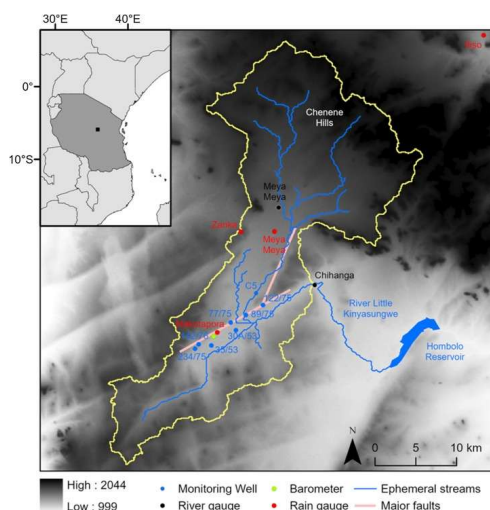 30°E
40°E
0°
10°S
Chenene
Hills
Meya
Meya
Zanka
Meya
Meya
C5
122/75
Chihanga
77/75
89/75
River Little
Kinyasungwe
Hombolo
Reservoir
234/75
N
0
5
10 km
High : 2044
Low : 999
Monitoring Well
River gauge
Barometer
Rain gauge
Ephemeral streams
Major faults